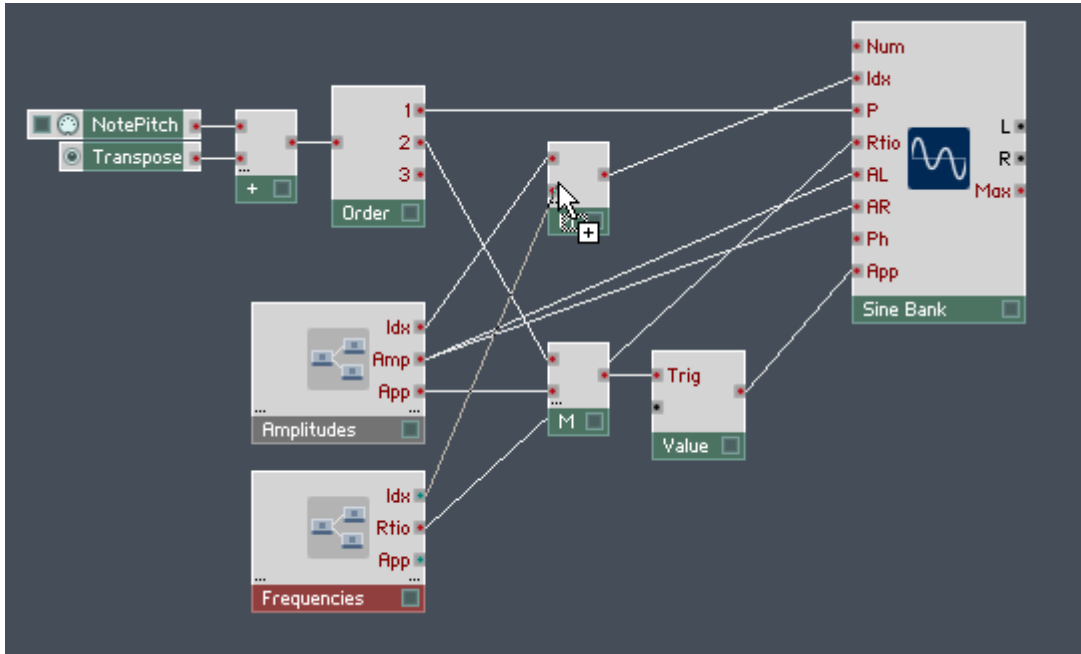 NotePitch
Transpose
...
+
1
2
3
Order
...
Num
Idx
P
Rtio
AL
AR
Ph
App
L
R
Max
Sine Bank
Idx
Amp
App
... ...
Amplitudes
...
M
Trig
Value
Idx
Rtio
App
... ...
Frequencies